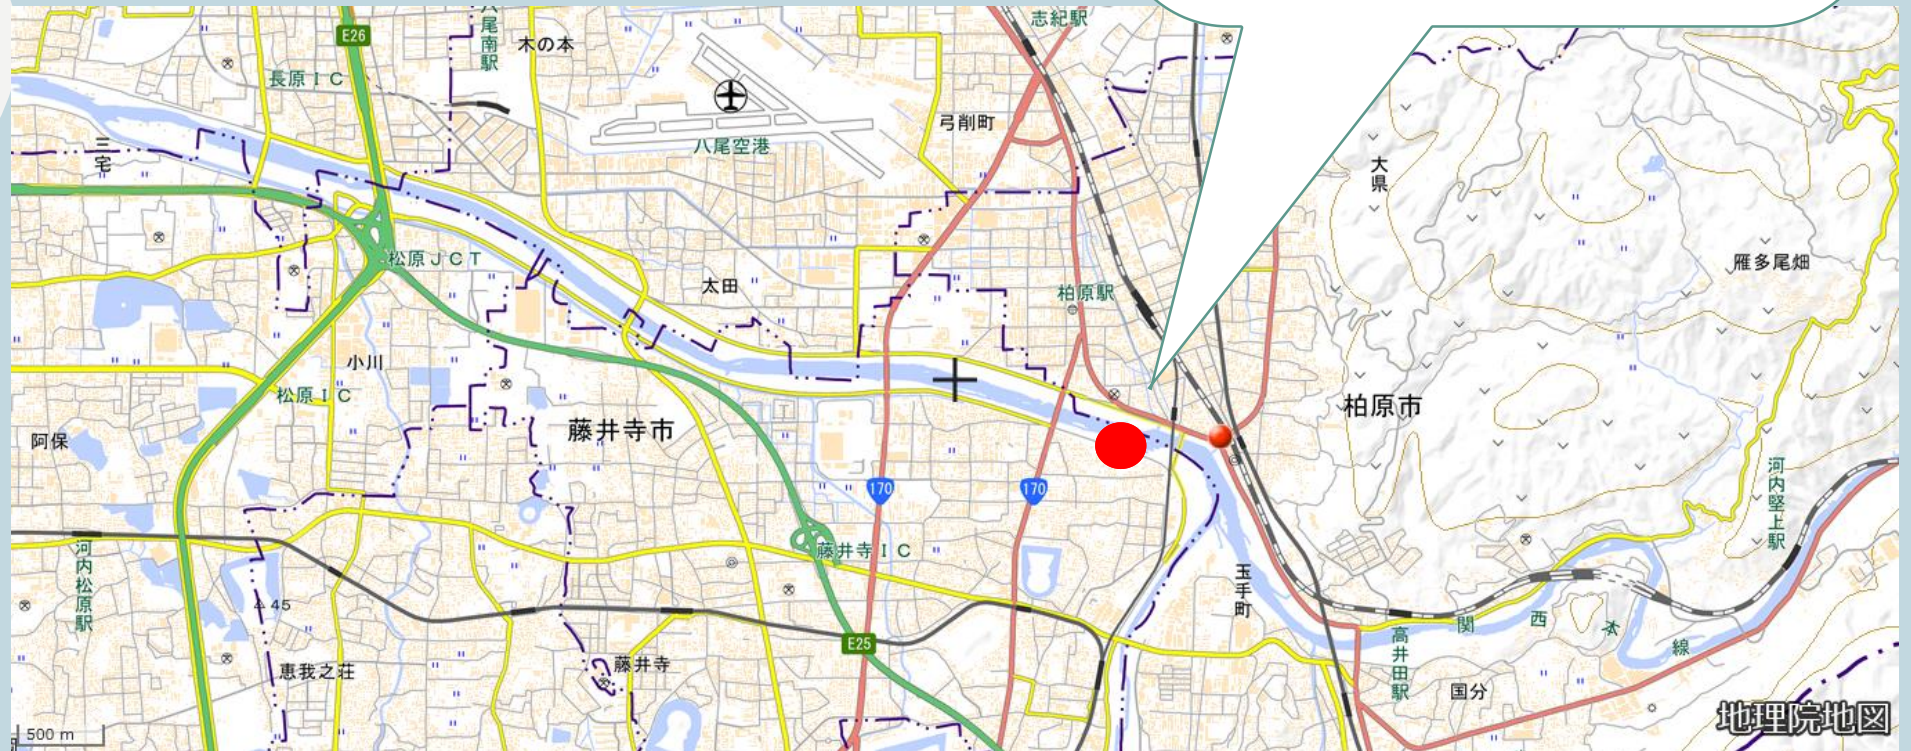 志紀駅
八尾南駅
E26
木の本
長原ＩＣ
弓削町
八尾空港
三宅
大県
松原ＪＣＴ
雁多尾畑
太田
柏原駅
小川
松原ＩＣ
柏原市
藤井寺市
阿保
170
170
河内堅上駅
藤井寺ＩＣ
河内松原駅
玉手町
45
関西本線
高井田駅
E25
藤井寺
恵我之荘
国分
地理院地図
500 m